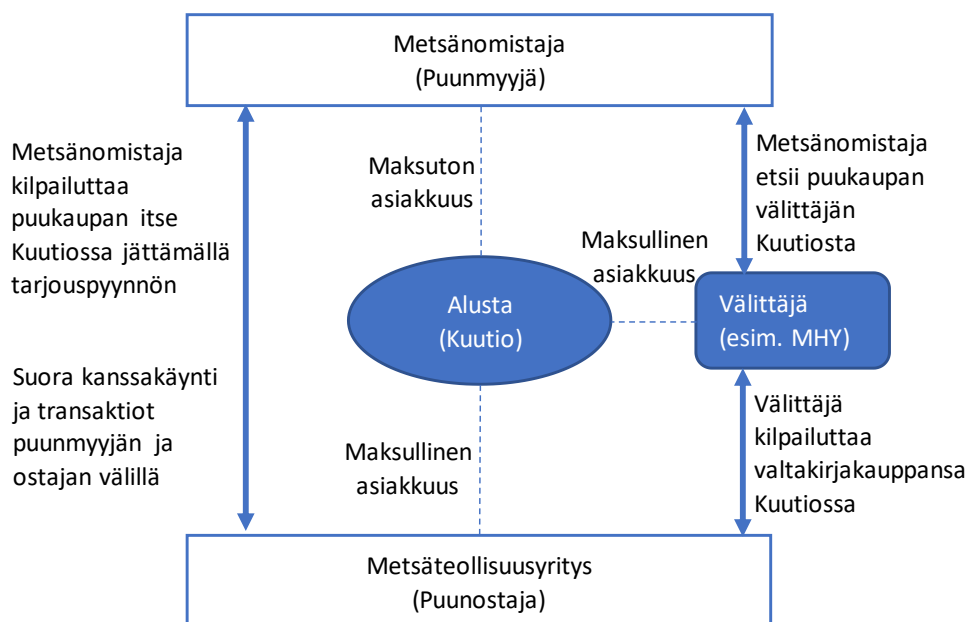 Metsänomistaja
(Puunmyyjä)
Metsänomistaja
kilpailuttaa
puukaupan itse
Kuutiossa jättämällä
tarjouspyynnön
Suora kanssakäynti
ja transaktiot
puunmyyjän ja
ostajan välillä
Maksuton
asiakkuus
Metsänomistaja
etsii puukaupan
välittäjän
Kuutiosta
Maksullinen
asiakkuus
Alusta
(Kuutio)
Välittäjä
(esim. MHY)
Maksullinen
asiakkuus
Välittäjä
kilpailuttaa
valtakirjakauppansa
Kuutiossa
Metsäteollisuusyritys
(Puunostaja)